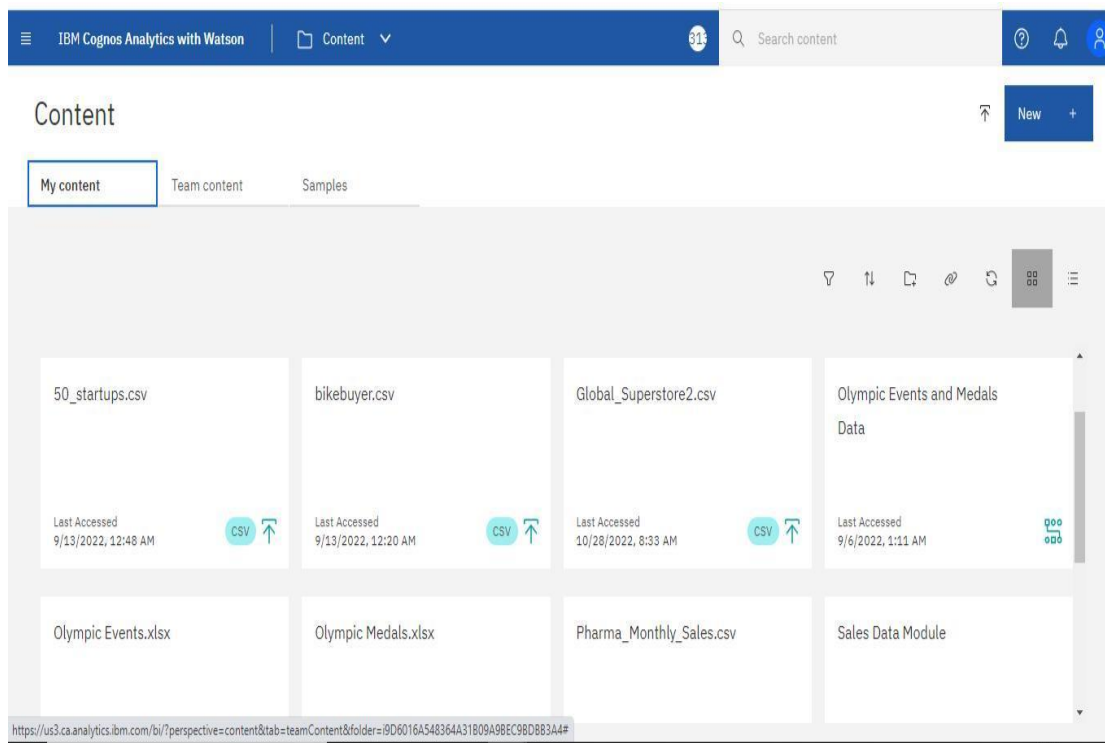 IBM Cognos Analytics with Watson
Content
Search content
Content
New +
My content
Team content
Samples
50_startups.csv
bikebuyer.csv
Global_Superstore2.csv
Olympic Events and Medals
Data
Last Accessed
9/13/2022, 12:48 AM
CSV
Last Accessed
9/13/2022, 12:20 AM
CSV
Last Accessed
10/28/2022, 8:33 AM
CSV
Last Accessed
9/6/2022, 1:11 AM
Olympic Events.xlsx
Olympic Medals.xlsx
Pharma_Monthly_Sales.csv
Sales Data Module
https://us3.ca.analytics.ibm.com/bi/?perspective=content&tab=teamContent&folder=i9D6016A548364A31B09A9BEC9BDBB3A4#